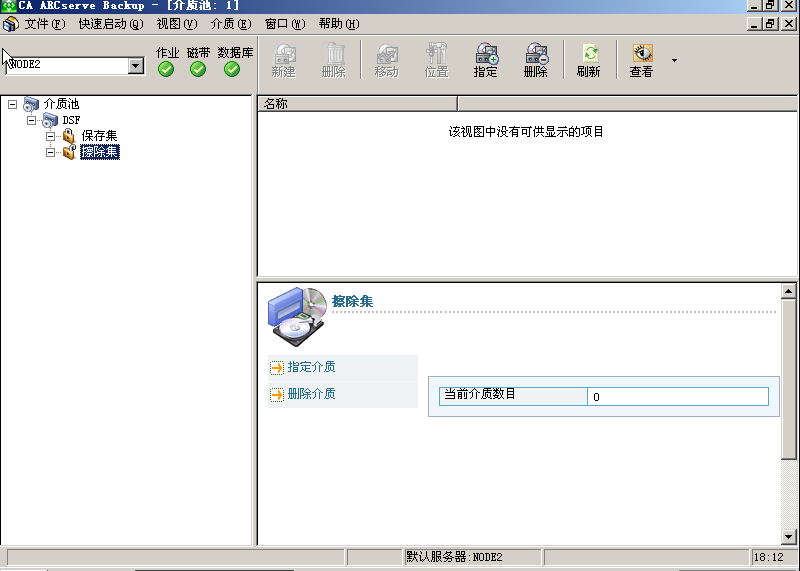 CA ARCserve Backup - [介质池: 1]
文件(F) 快速启动(Q) 视图(V) 介质(E) 窗口(W) 帮助(H)
NODE2
作业 磁带 数据库
新建 删除 移动 位置 指定 删除 刷新 查看
介质池
DSF
保存集
擦除集
名称
该视图中没有可供显示的项目
擦除集
指定介质
删除介质
当前介质数目 0
默认服务器:NODE2
18:12